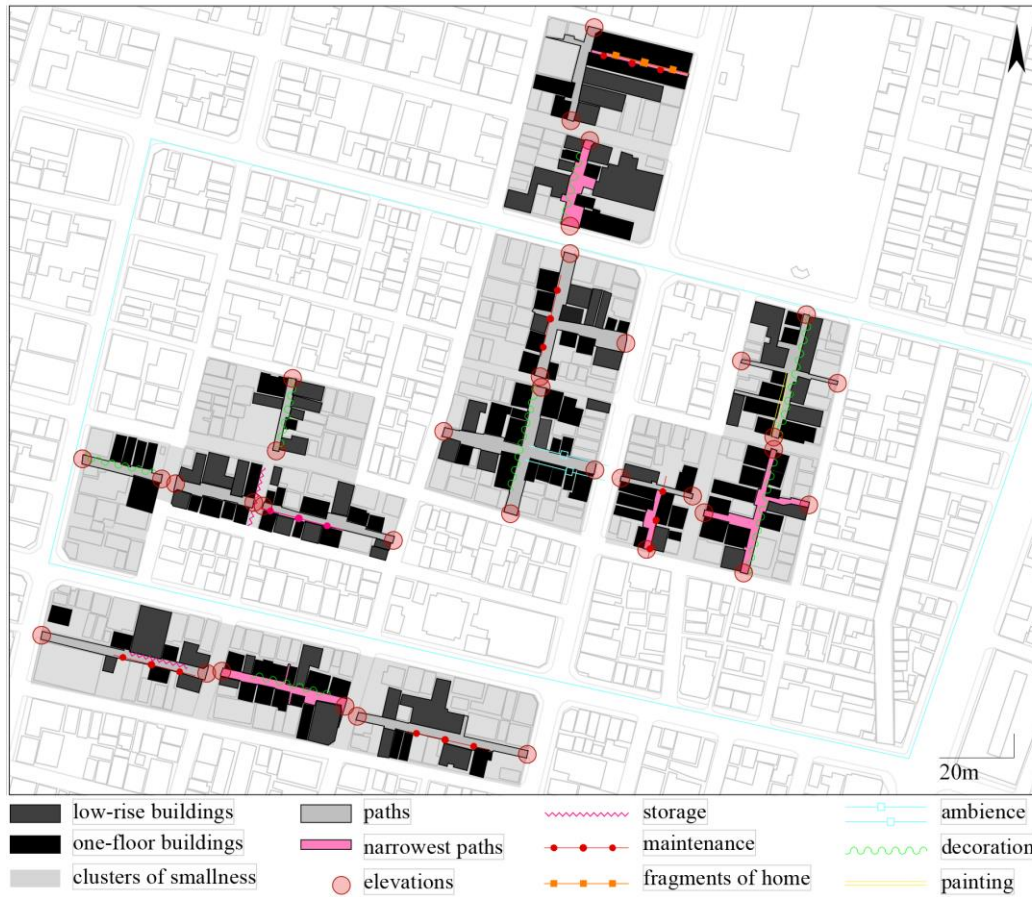 20m
low-rise buildings
paths
storage
ambience
one-floor buildings
narrowest paths
maintenance
decoration
clusters of smallness
elevations
fragments of home
painting